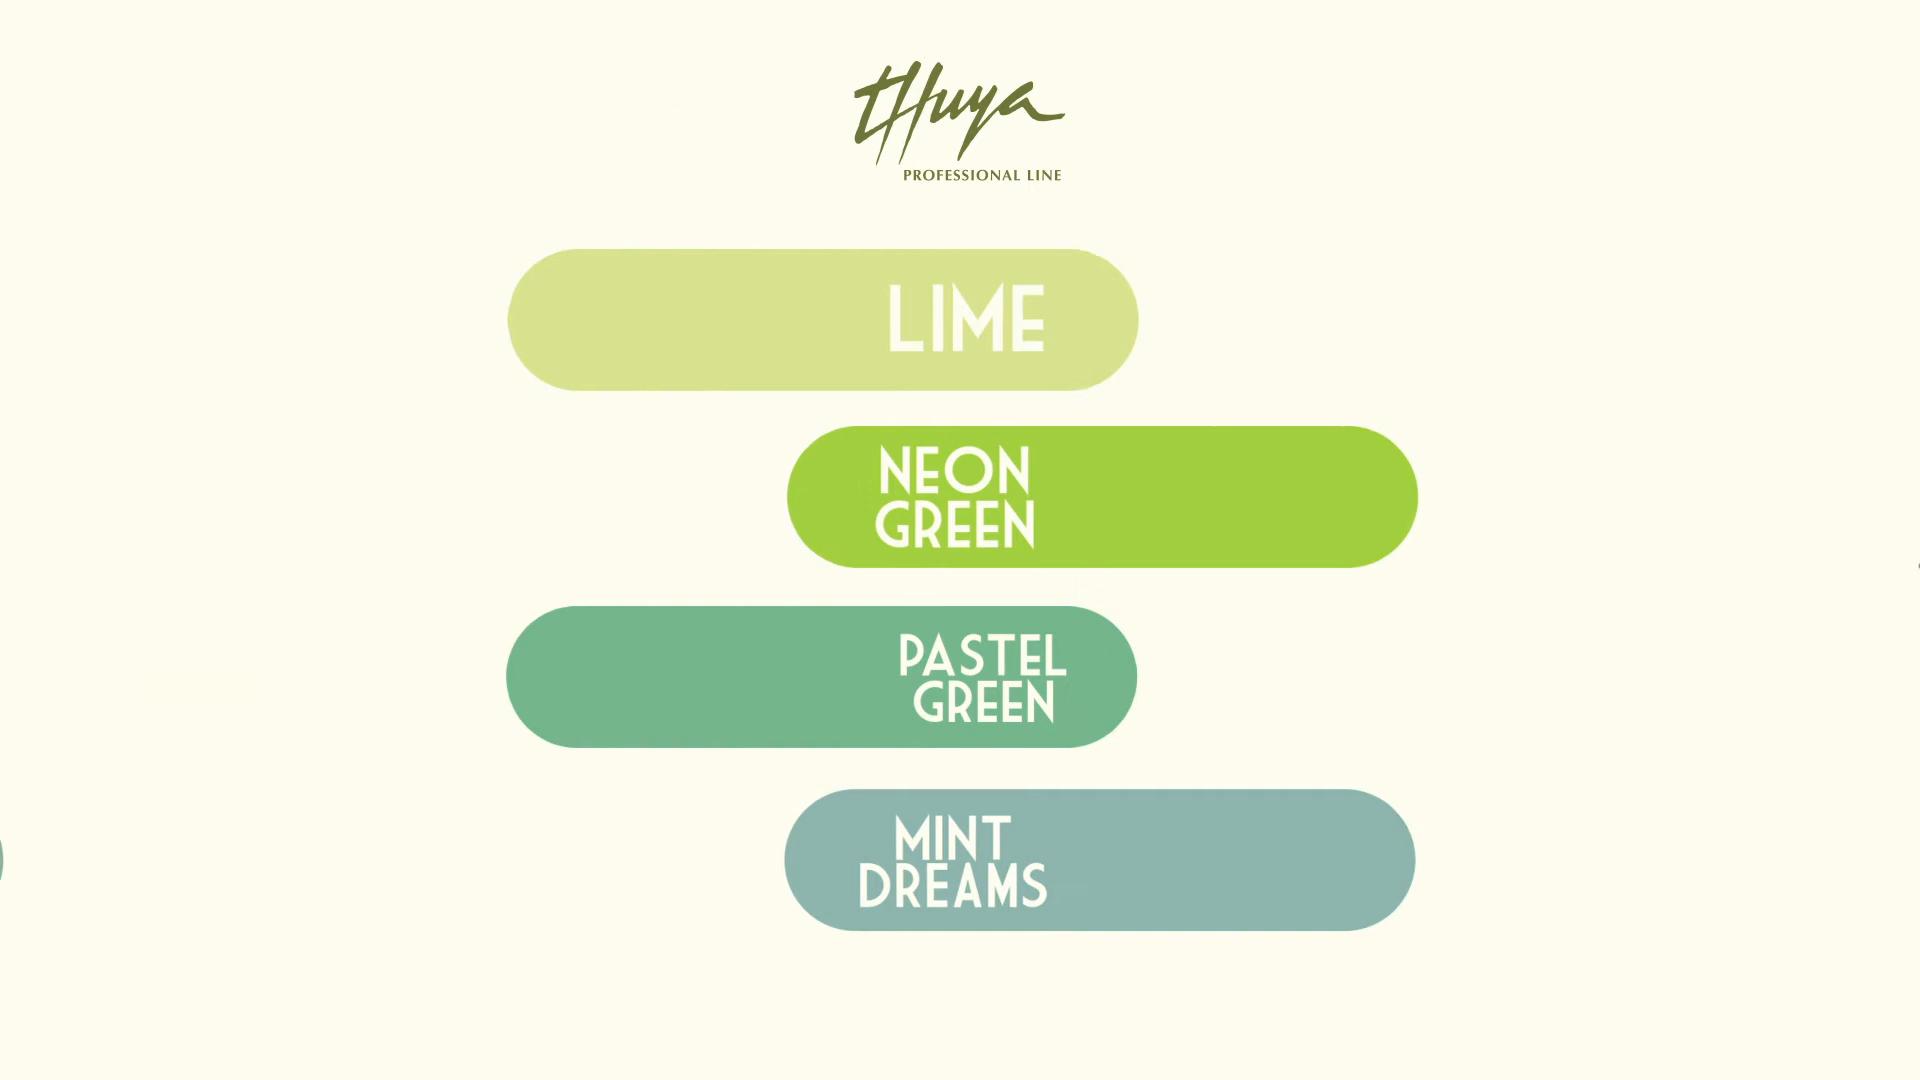 tHuya
PROFESSIONAL LINE
LIME
NEON
GREEN
PASTEL
GREEN
MINT
DREAMS